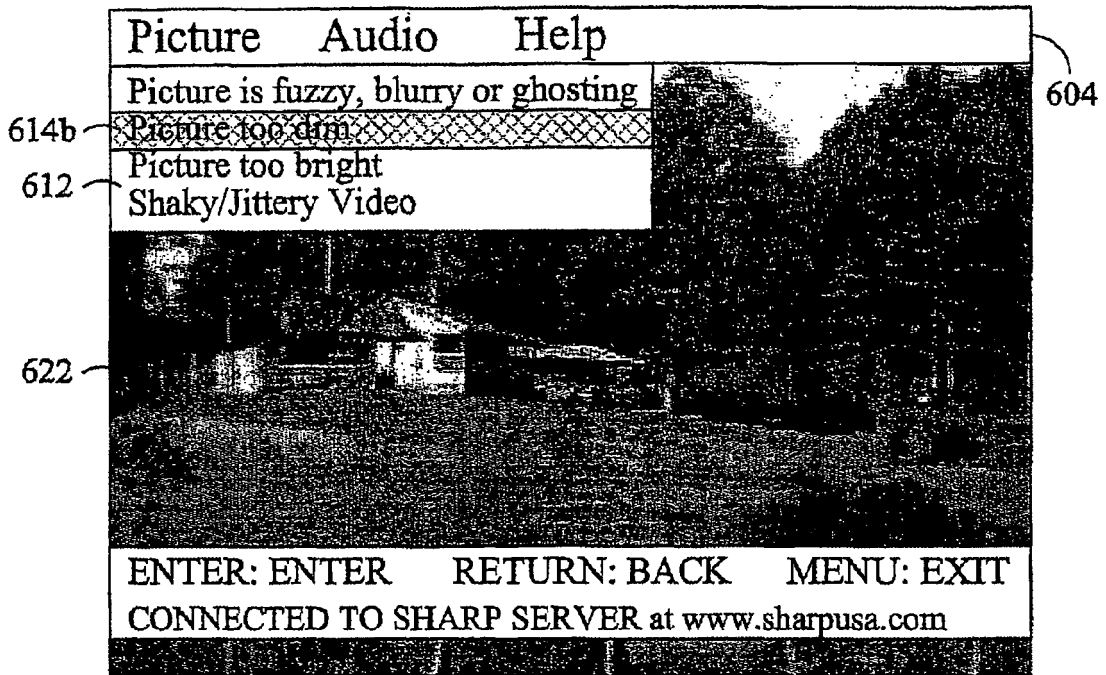 Picture Audio Help
604
Picture is fuzzy, blurry or ghosting
614b
Picture too dim
Picture too bright
612
Shaky/Jittery Video
622
ENTER: ENTER RETURN: BACK MENU: EXIT
CONNECTED TO SHARP SERVER at www.sharpusa.com